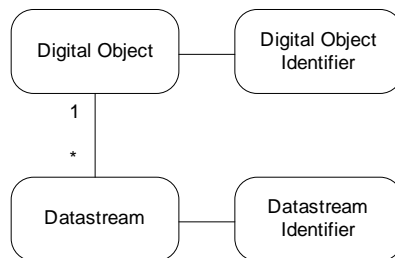 Digital Object
Digital Object
Identifier
1
*
Datastream
Datastream
Identifier